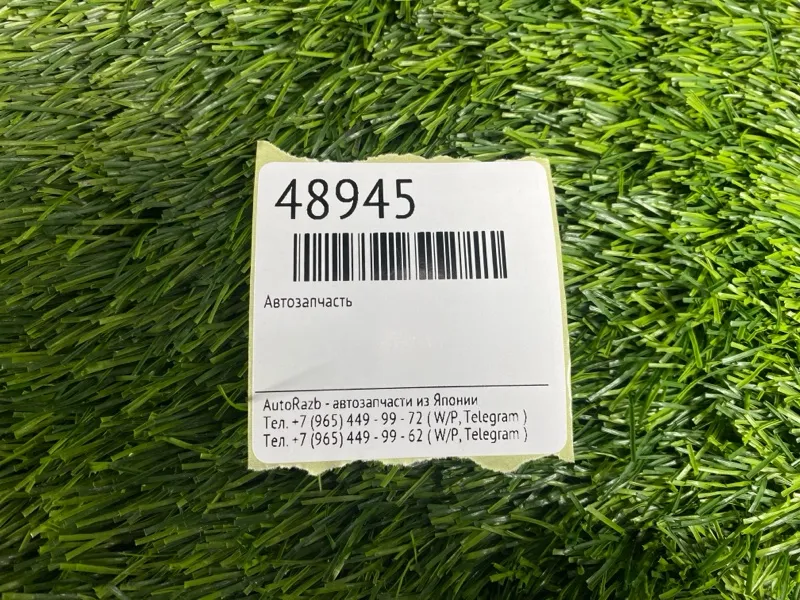 48945
Автозапчасть
AutoRazb - автозапчасти из Японии
Тел. +7 (965) 449 - 99 - 72 ( W/P, Telegram )
Тел. +7 (965) 449 - 99 - 62 ( W/P, Telegram )